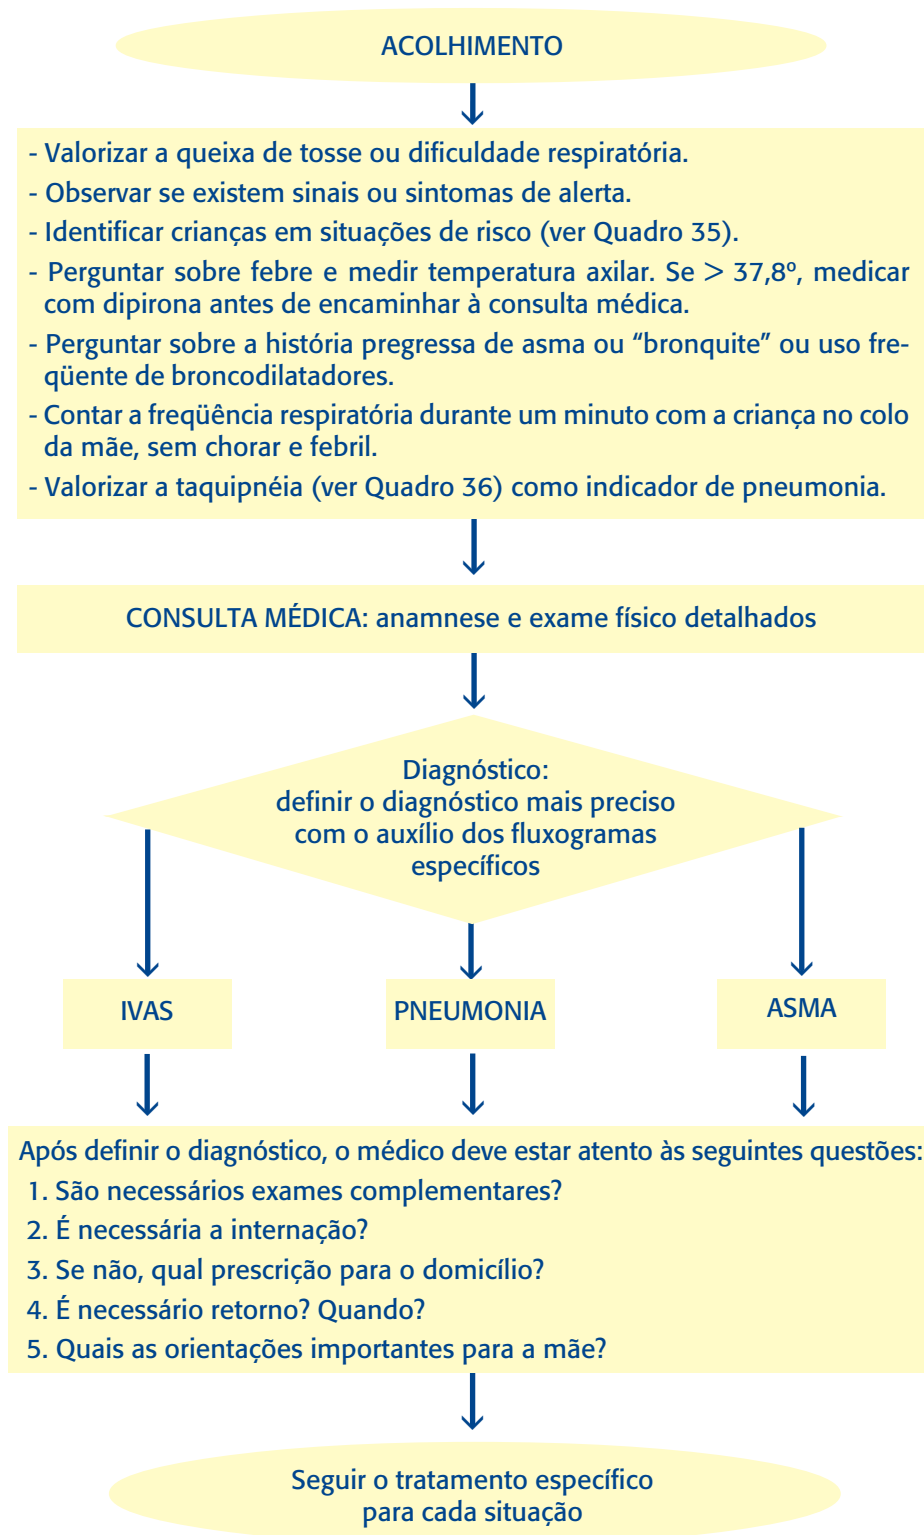 ACOLHIMENTO
- Valorizar a queixa de tosse ou dificuldade respiratória.
- Observar se existem sinais ou sintomas de alerta.
- Identificar crianças em situações de risco (ver Quadro 35).
- Perguntar sobre febre e medir temperatura axilar. Se > 37,8º, medicar
com dipirona antes de encaminhar à consulta médica.
- Perguntar sobre a história pregressa de asma ou “bronquite” ou uso fre-
qüente de broncodilatadores.
- Contar a freqüência respiratória durante um minuto com a criança no colo
da mãe, sem chorar e febril.
- Valorizar a taquipnéia (ver Quadro 36) como indicador de pneumonia.
CONSULTA MÉDICA: anamnese e exame físico detalhados
Diagnóstico:
definir o diagnóstico mais preciso
com o auxílio dos fluxogramas
específicos
IVAS
PNEUMONIA
ASMA
Após definir o diagnóstico, o médico deve estar atento às seguintes questões:
1. São necessários exames complementares?
2. É necessária a internação?
3. Se não, qual prescrição para o domicílio?
4. É necessário retorno? Quando?
5. Quais as orientações importantes para a mãe?
Seguir o tratamento específico
para cada situação